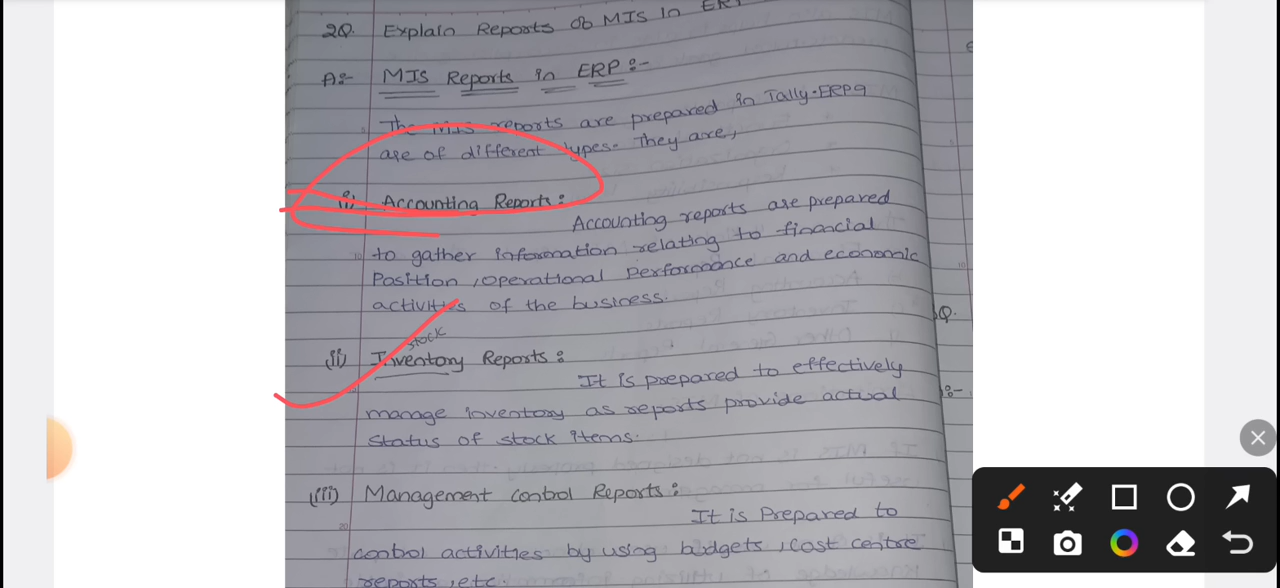 2Q. Explain Reports of MIS in ERP
A:- MIS Reports in ERP:-
The MIS reports are prepared in Tally.ERP9
are of different types. They are,
(i) Accounting Reports:
Accounting reports are prepared
to gather information relating to financial
Position, operational Performance and economic
activities of the business.
stock
(ii) Inventory Reports:
It is prepared to effectively
manage inventory as reports provide actual
Status of stock items.
(iii) Management control Reports:
It is Prepared to
control activities by using budgets, cost centre
reports, etc.
Q.
:-